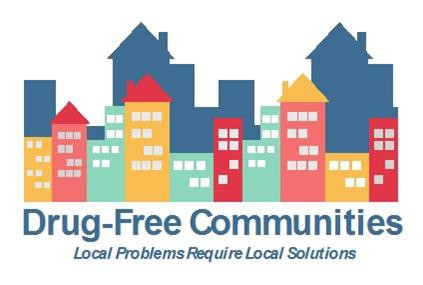 Drug-Free Communities
Local Problems Require Local Solutions